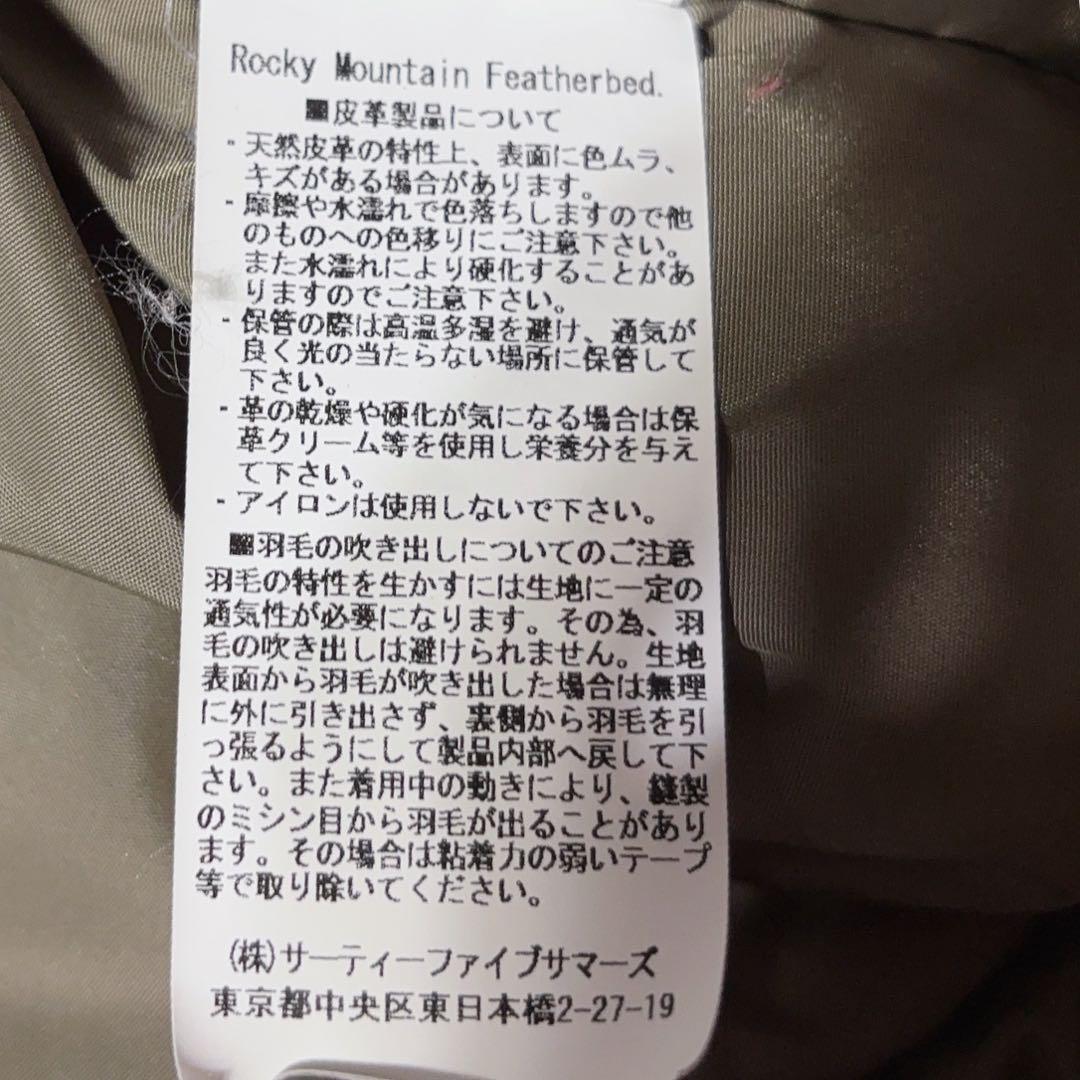 Rocky Mountain Featherbed.
■皮革製品について
・天然皮革の特性上、表面に色ムラ、
キズがある場合があります。
・摩擦や水濡れで色落ちしますので他
のものへの色移りにご注意下さい。
また水濡れにより硬化することがあ
りますのでご注意下さい。
・保管の際は高温多湿を避け、通気が
良く光の当たらない場所に保管して
下さい。
・革の乾燥や硬化が気になる場合は保
革クリーム等を使用し栄養分を与え
て下さい。
・アイロンは使用しないで下さい。
■羽毛の吹き出しについてのご注意
羽毛の特性を生かすには生地に一定の
通気性が必要になります。その為、羽
毛の吹き出しは避けられません。生地
表面から羽毛が吹き出した場合は無理
に外に引き出さず、裏側から羽毛を引
っ張るようにして製品内部へ戻して下
さい。また着用中の動きにより、縫製
のミシン目から羽毛が出ることがあり
ます。その場合は粘着力の弱いテープ
等で取り除いてください。
(株)サーティーファイブサマーズ
東京都中央区東日本橋2-27-19